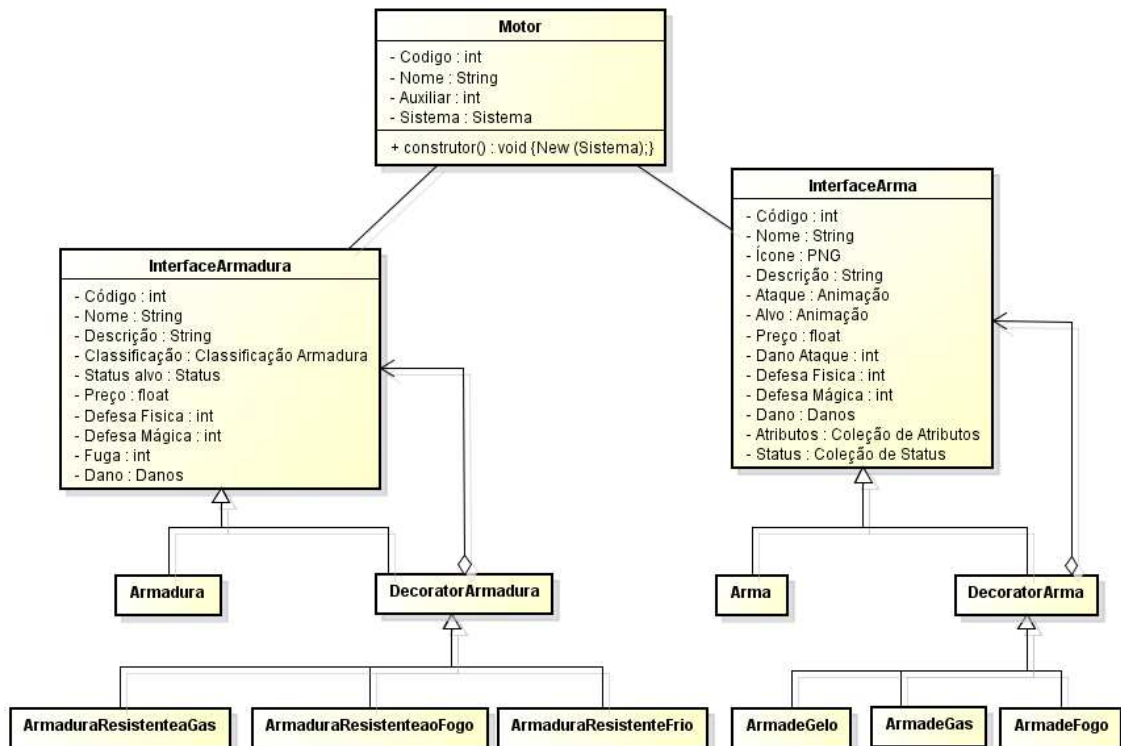 Motor
- Codigo : int
- Nome : String
- Auxiliar : int
- Sistema : Sistema
+ construtor() : void {New (Sistema);}
InterfaceArmadura
- Código : int
- Nome : String
- Descrição : String
- Classificação : Classificação Armadura
- Status alvo : Status
- Preço : float
- Defesa Fisica : int
- Defesa Mágica : int
- Fuga : int
- Dano : Danos
InterfaceArma
- Código : int
- Nome : String
- Ícone : PNG
- Descrição : String
- Ataque : Animação
- Alvo : Animação
- Preço : float
- Dano Ataque : int
- Defesa Fisica : int
- Defesa Mágica : int
- Dano : Danos
- Atributos : Coleção de Atributos
- Status : Coleção de Status
Armadura
DecoratorArmadura
Arma
DecoratorArma
ArmaduraResistenteaGas
ArmaduraResistenteaoFogo
ArmaduraResistenteFrio
ArmadeGelo
ArmadeGas
ArmadeFogo